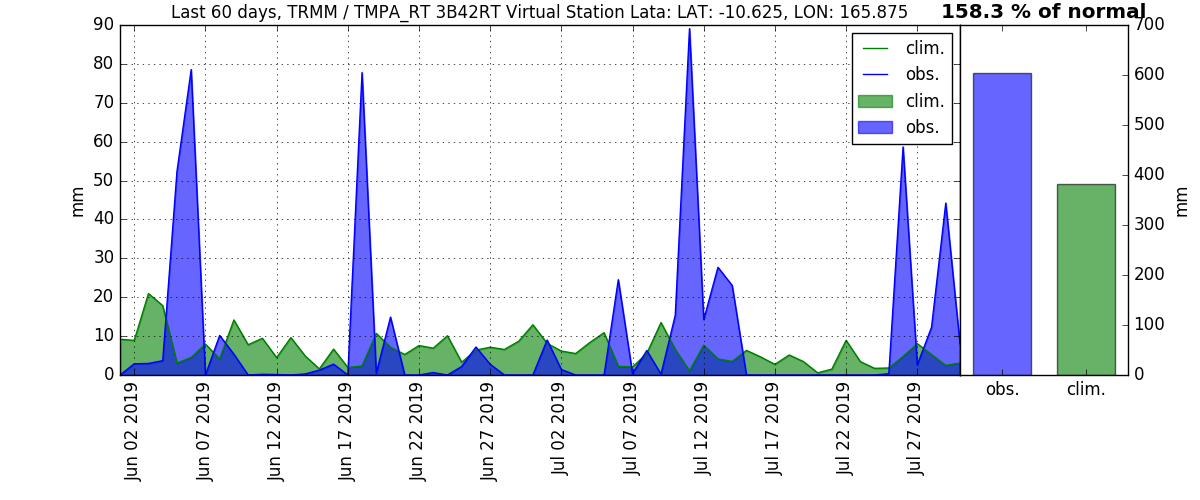 Last 60 days, TRMM / TMPA_RT 3B42RT Virtual Station Lata: LAT: -10.625, LON: 165.875
158.3 % of normal
90
80
70
60
50
40
30
20
10
0
mm
clim.
obs.
clim.
obs.
Jun 02 2019
Jun 07 2019
Jun 12 2019
Jun 17 2019
Jun 22 2019
Jun 27 2019
Jul 02 2019
Jul 07 2019
Jul 12 2019
Jul 17 2019
Jul 22 2019
Jul 27 2019
700
600
500
400
300
200
100
0
mm
obs.
clim.